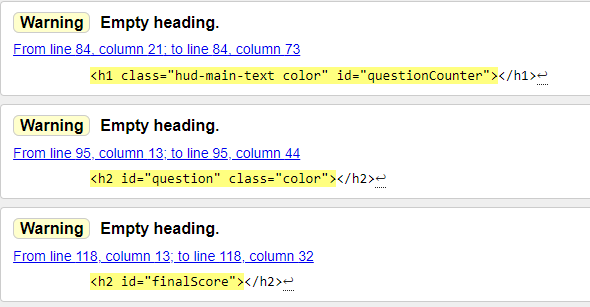 Warning Empty heading.
From line 84, column 21; to line 84, column 73
<h1 class="hud-main-text color" id="questionCounter"></h1>↩
Warning Empty heading.
From line 95, column 13; to line 95, column 44
<h2 id="question" class="color"></h2>↩
Warning Empty heading.
From line 118, column 13; to line 118, column 32
<h2 id="finalScore"></h2>↩